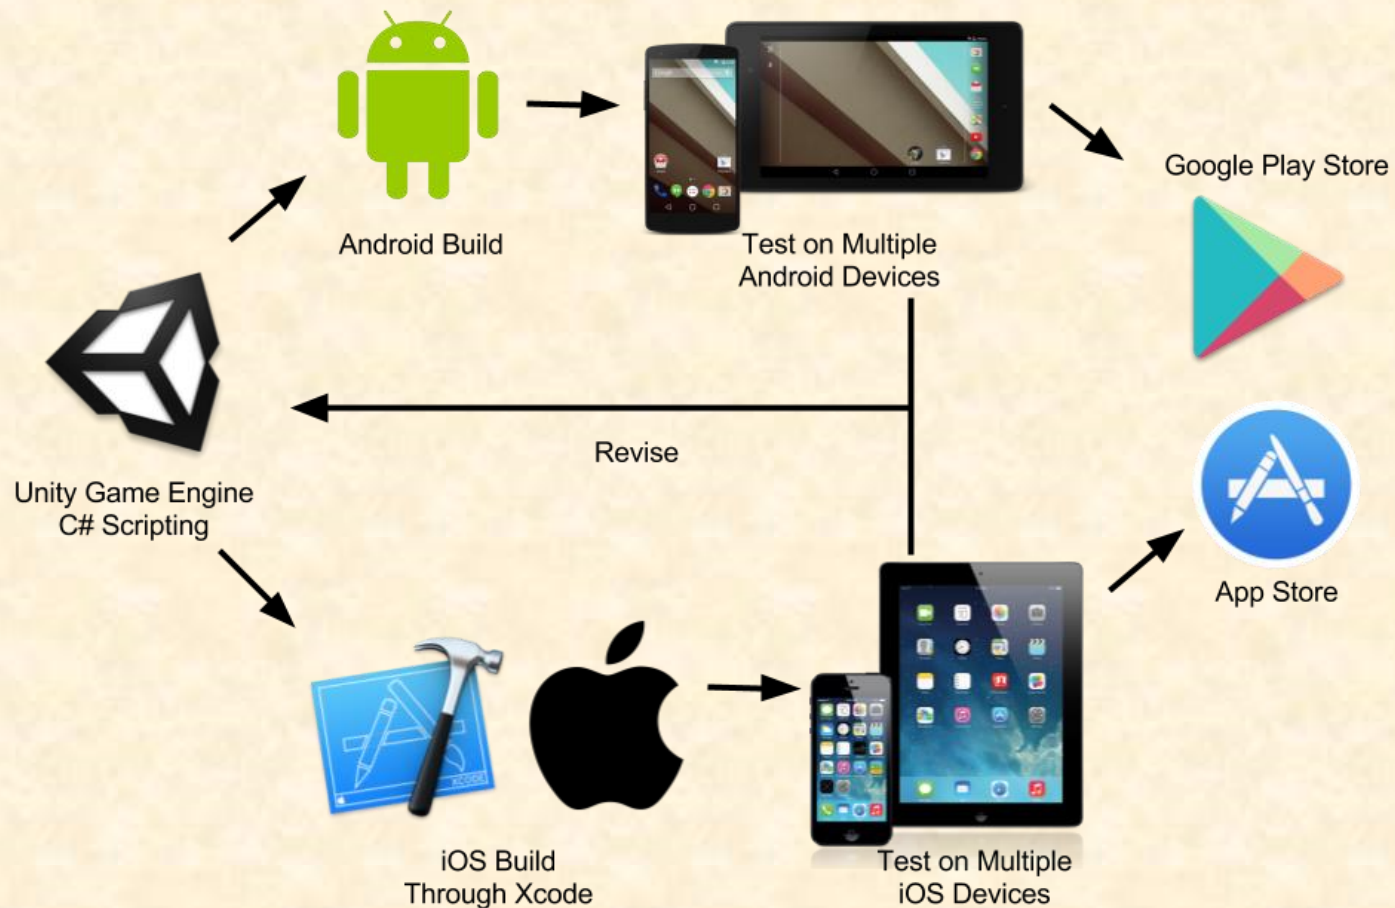 Android Build
Test on Multiple
Android Devices
Google Play Store
Revise
Unity Game Engine
C# Scripting
App Store
XCODE
iOS Build
Through Xcode
Test on Multiple
iOS Devices